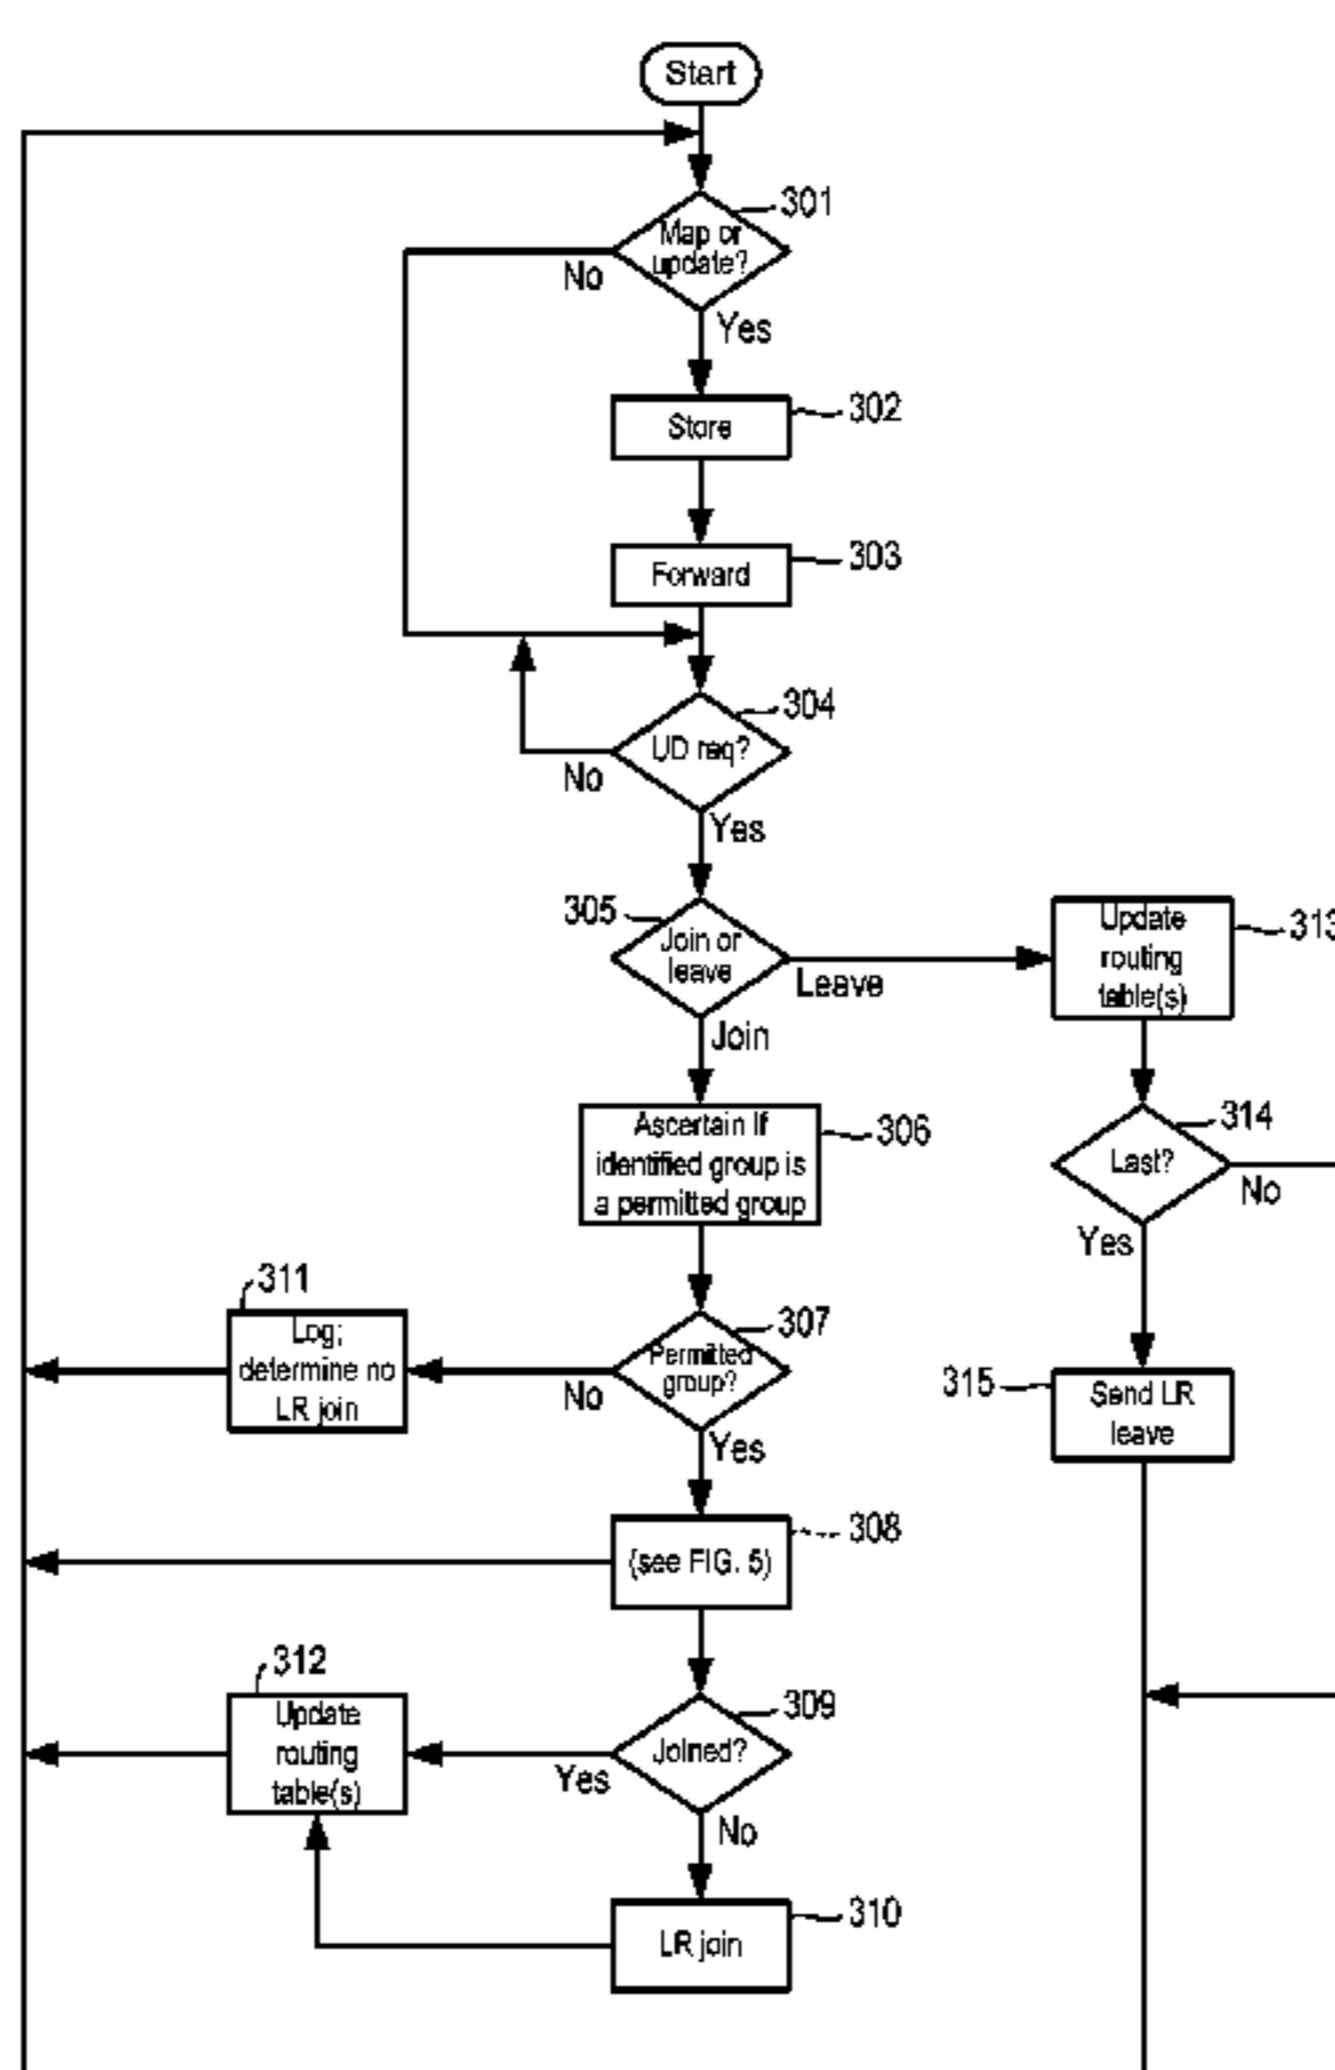 Start
301
Map or
update?
No
Yes
302
Store
303
Forward
304
UD req?
No
Yes
305
Join or
leave
Leave
Join
Update
routing
table(s)
313
Ascertain If
identified group is
a permitted group
306
314
Last?
No
Yes
311
Log;
determine no
LR join
307
Permitted
group?
No
Yes
315
Send LR
leave
308
(see FIG. 5)
312
Update
routing
table(s)
309
Joined?
Yes
No
310
LR join